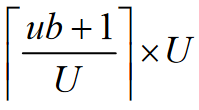 ⌈(ub + 1)/U⌉ × U